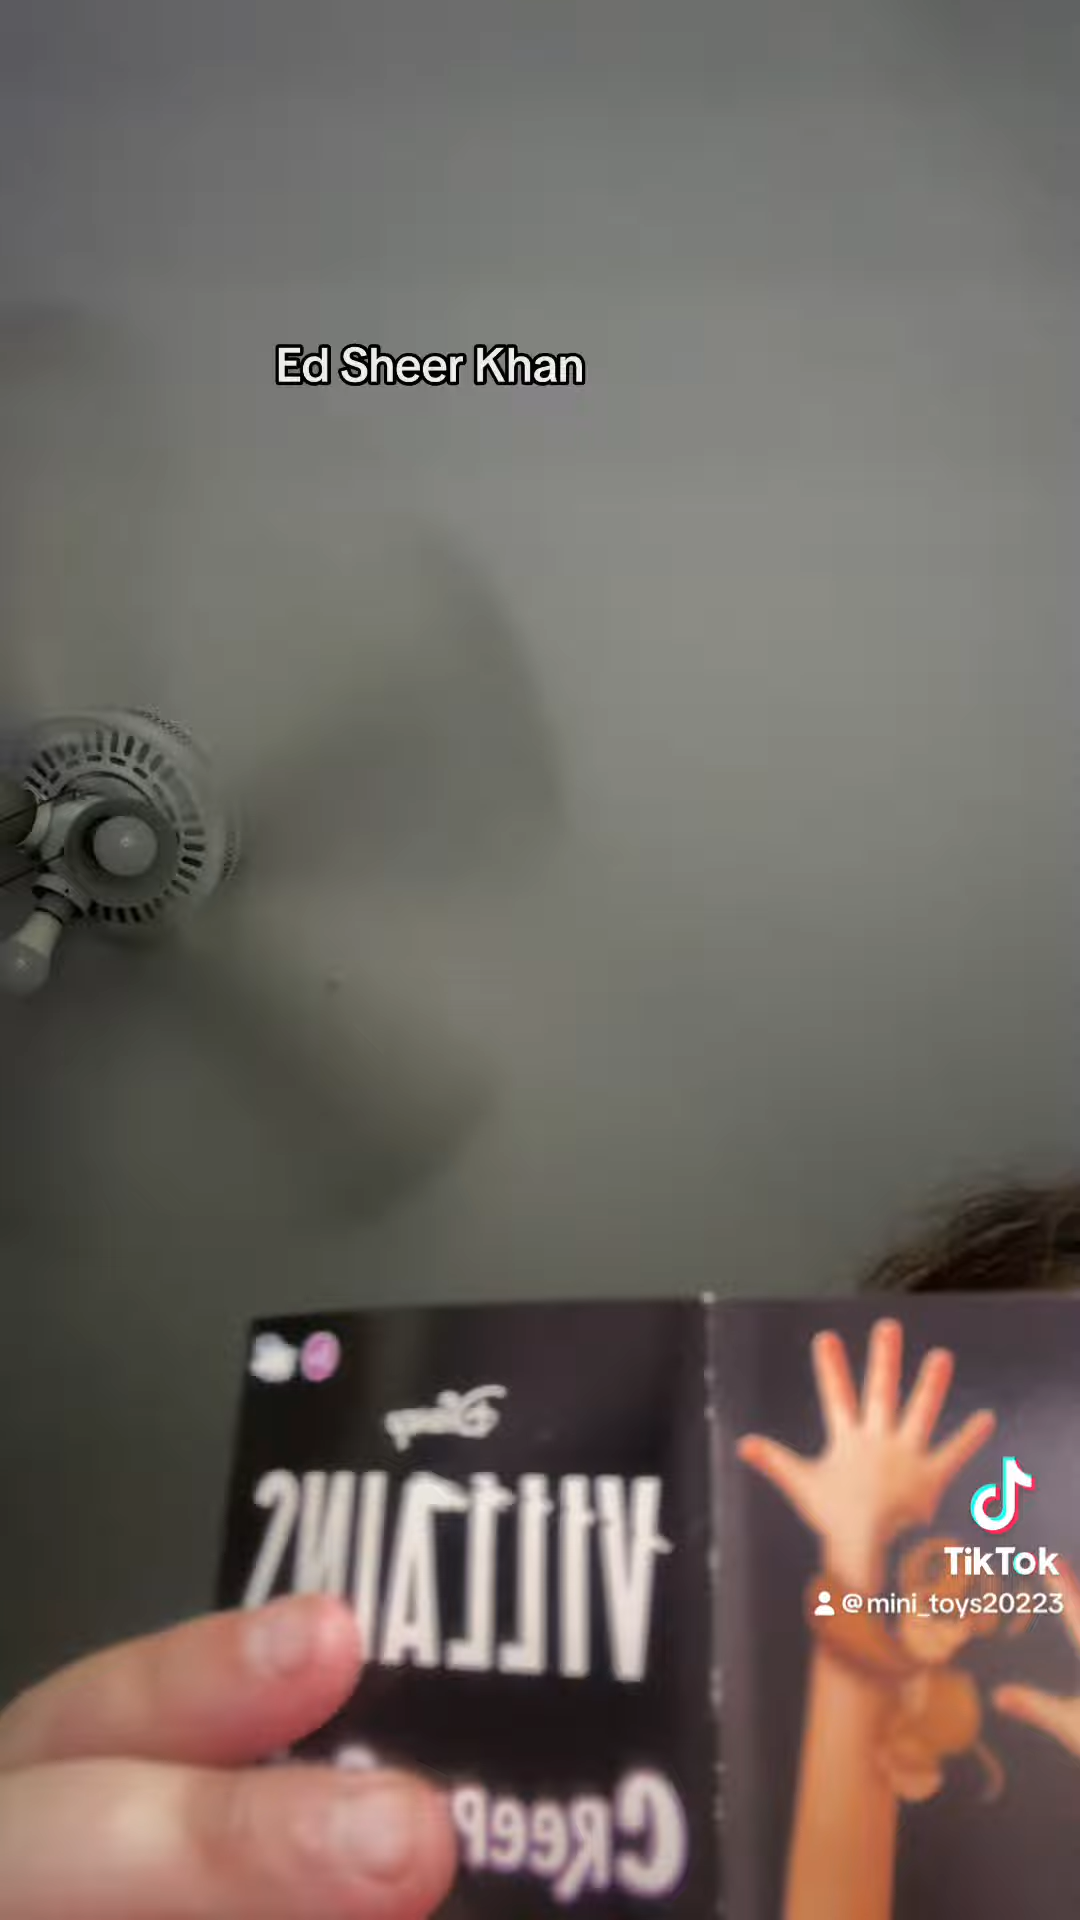 Ed Sheer Khan
Disney
VILLAINS
CReeP
TikTok
@mini_toys20223